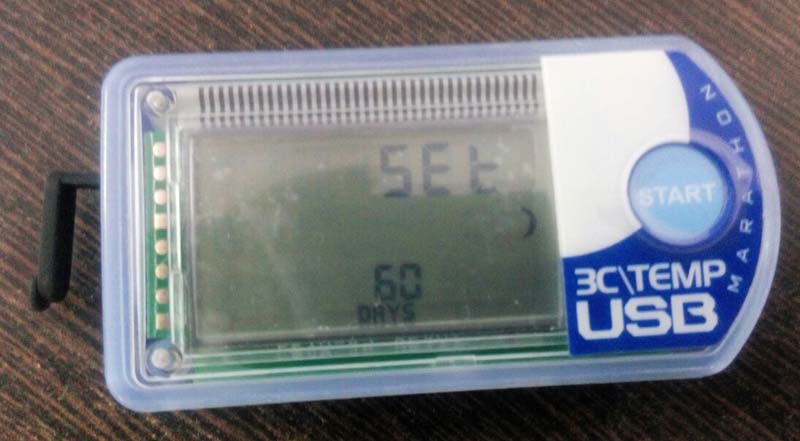 SEt
60
DAYS
START
MARATHON
3C\TEMP
USB